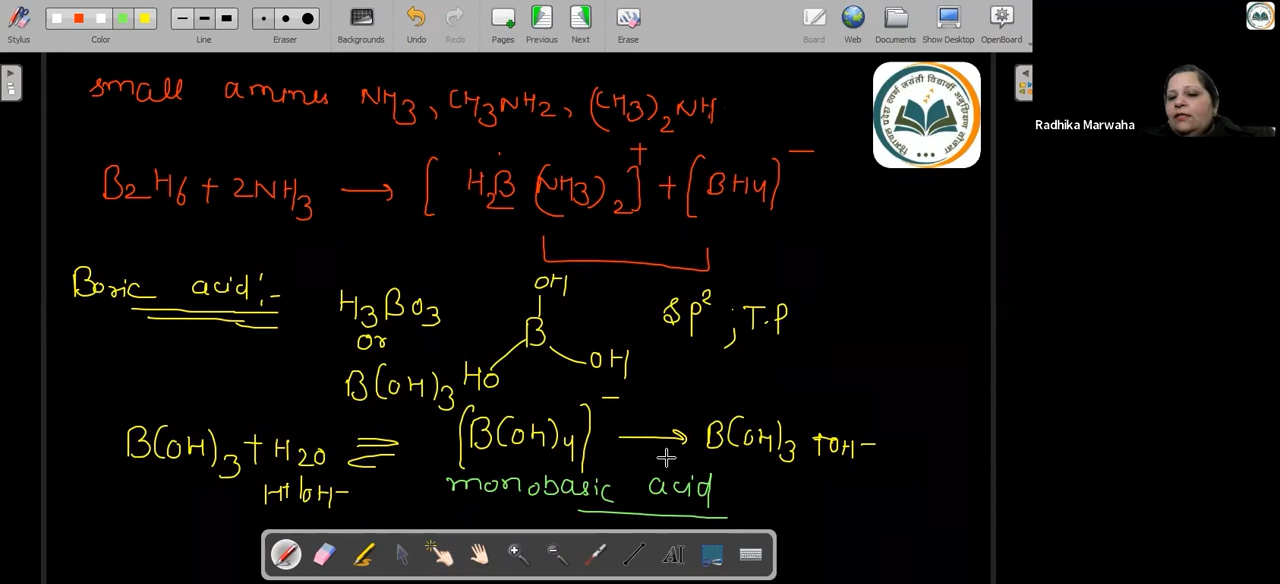 Stylus Color Line Eraser Backgrounds Undo Redo Pages Previous Next Erase Board Web Documents Show Desktop OpenBoard
small amines NH3, CH3NH2, (CH3)2NH
B2H6 + 2NH3 → [H2B(NH3)2]+ + [BH4]−
Boric acid:-
H3BO3
or
B(OH)3
OH
B
HO
OH
sp2; T.P
B(OH)3 + H2O ⇌ [B(OH)4]− → B(OH)3 + OH−
H+ OH−
monobasic acid
AI
Radhika Marwaha